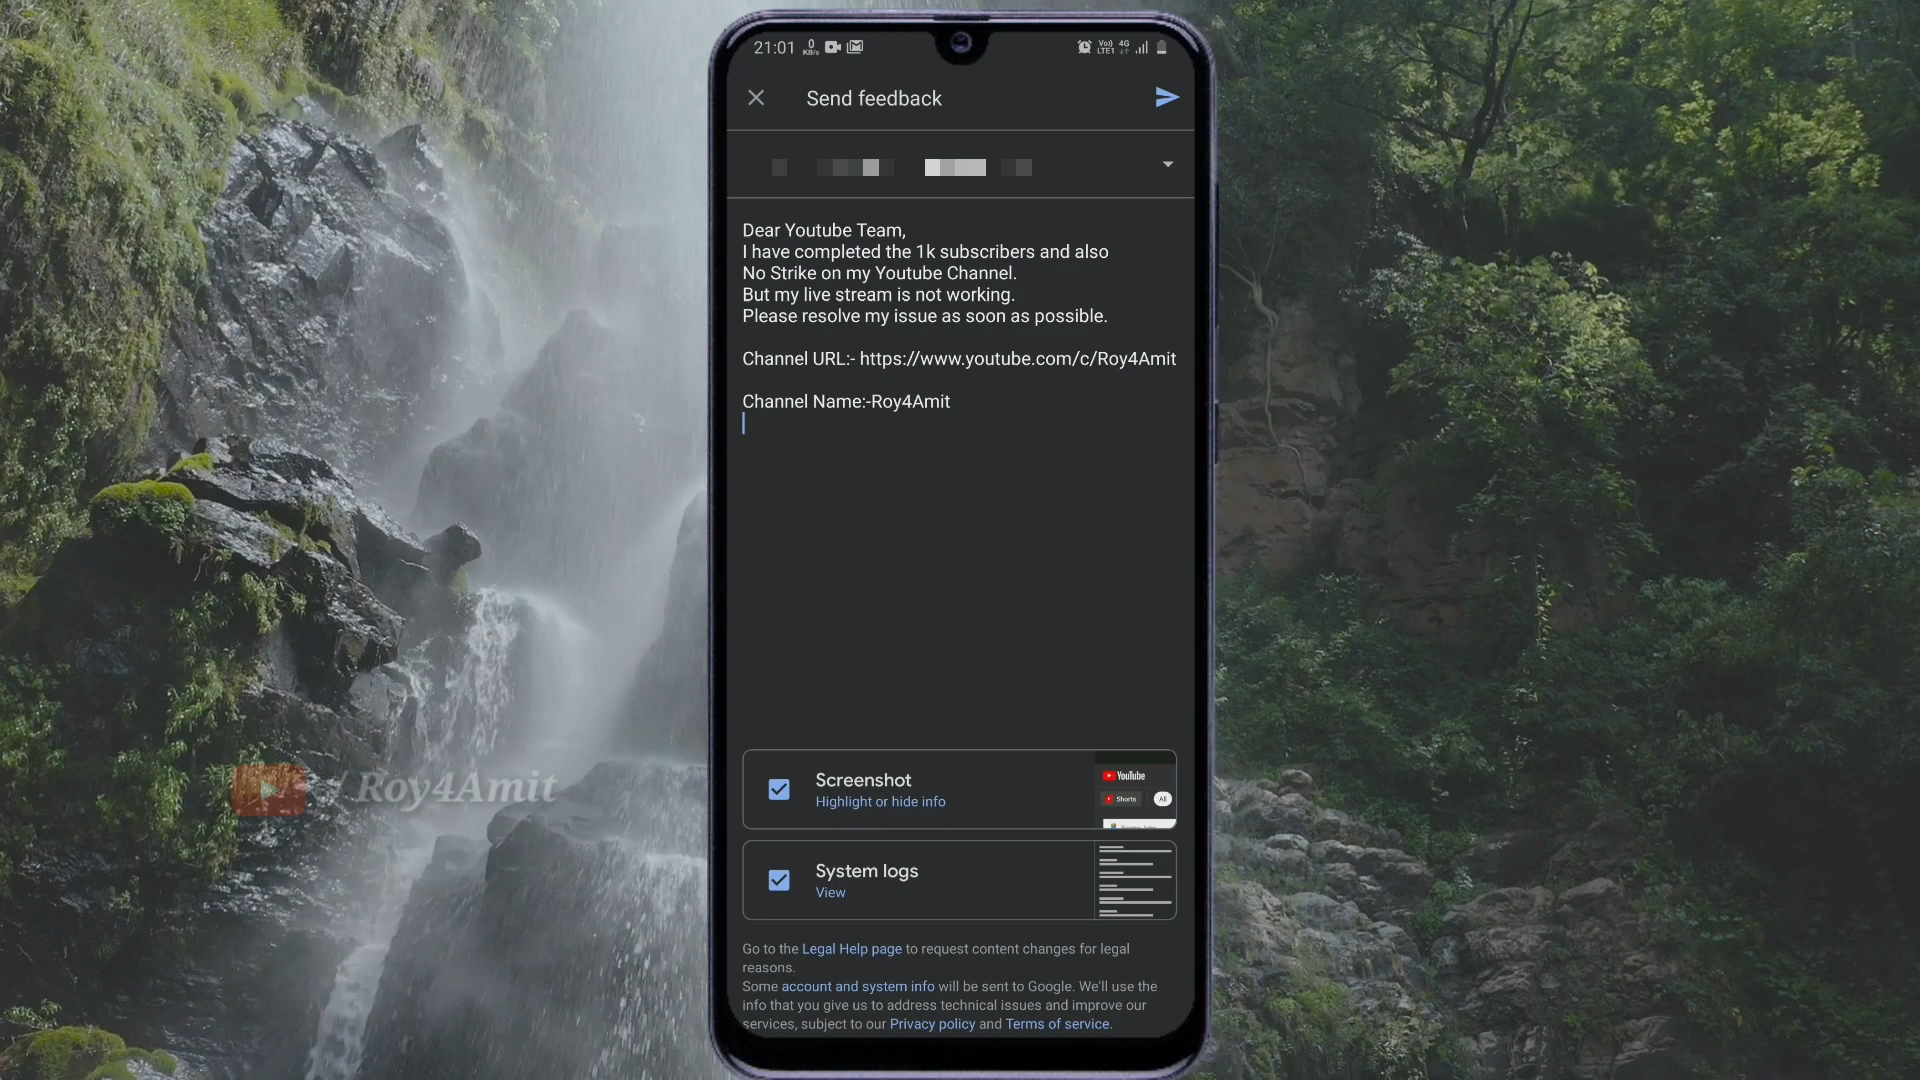 21:01 0 KB/s Vo)) LTE1 4G
Send feedback
Dear Youtube Team,
I have completed the 1k subscribers and also
No Strike on my Youtube Channel.
But my live stream is not working.
Please resolve my issue as soon as possible.
Channel URL:- https://www.youtube.com/c/Roy4Amit
Channel Name:-Roy4Amit
Screenshot
Highlight or hide info
YouTube
Shorts All
/ Roy4Amit
System logs
View
Go to the Legal Help page to request content changes for legal
reasons.
Some account and system info will be sent to Google. We'll use the
info that you give us to address technical issues and improve our
services, subject to our Privacy policy and Terms of service.